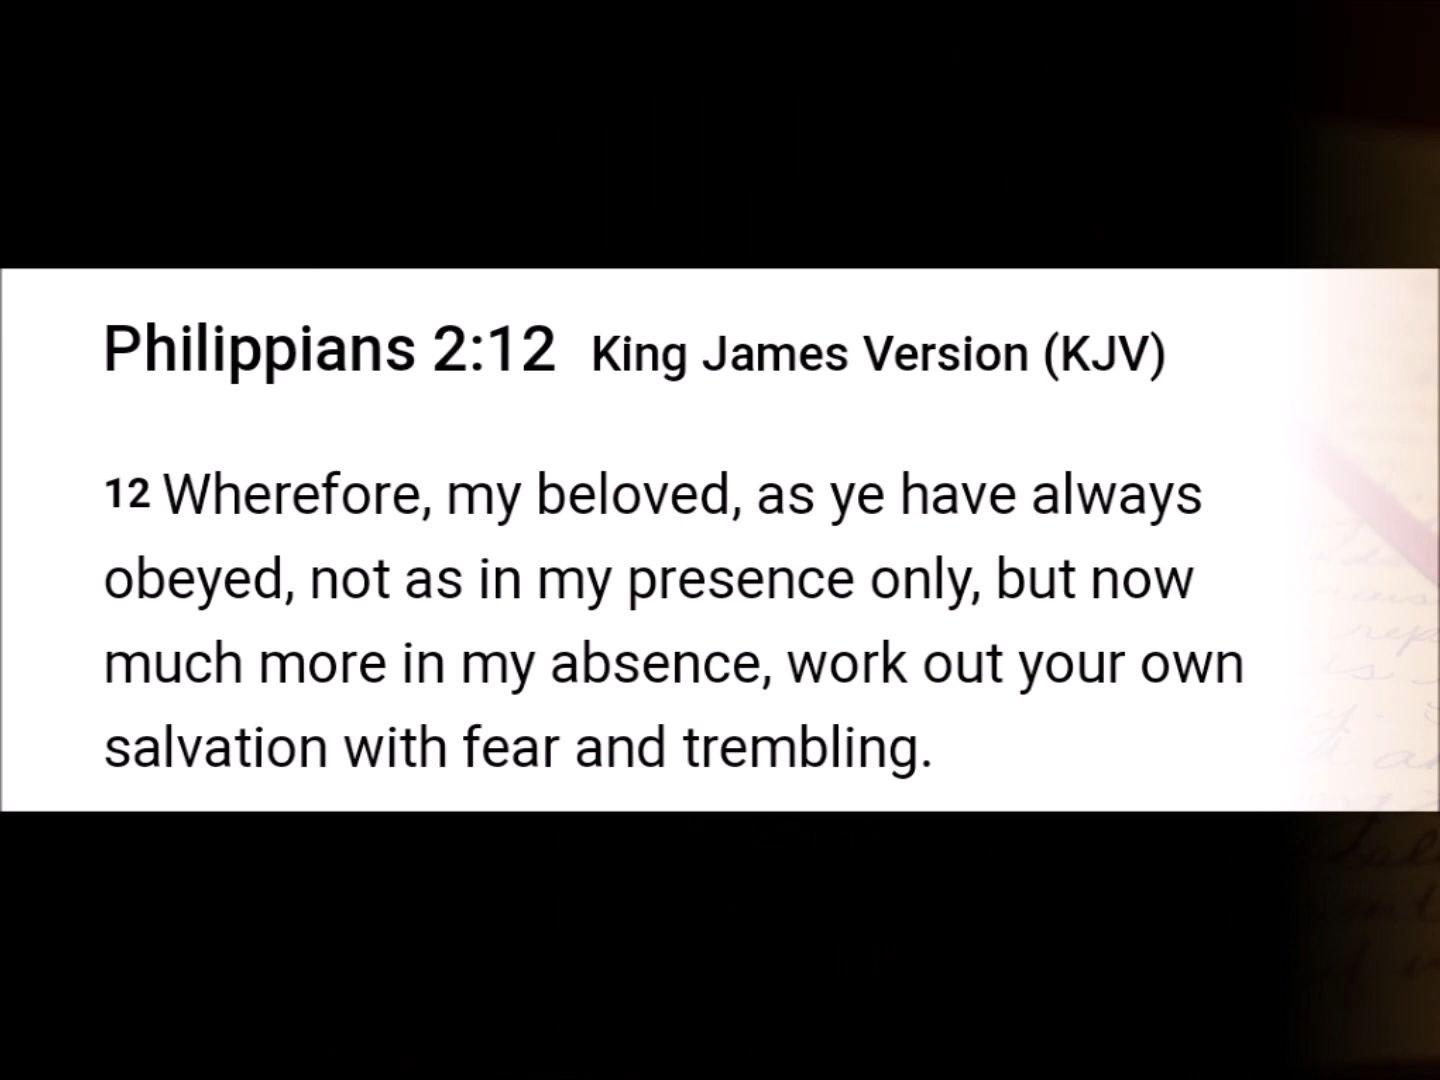 Philippians 2:12 King James Version (KJV)
12 Wherefore, my beloved, as ye have always
obeyed, not as in my presence only, but now
much more in my absence, work out your own
salvation with fear and trembling.